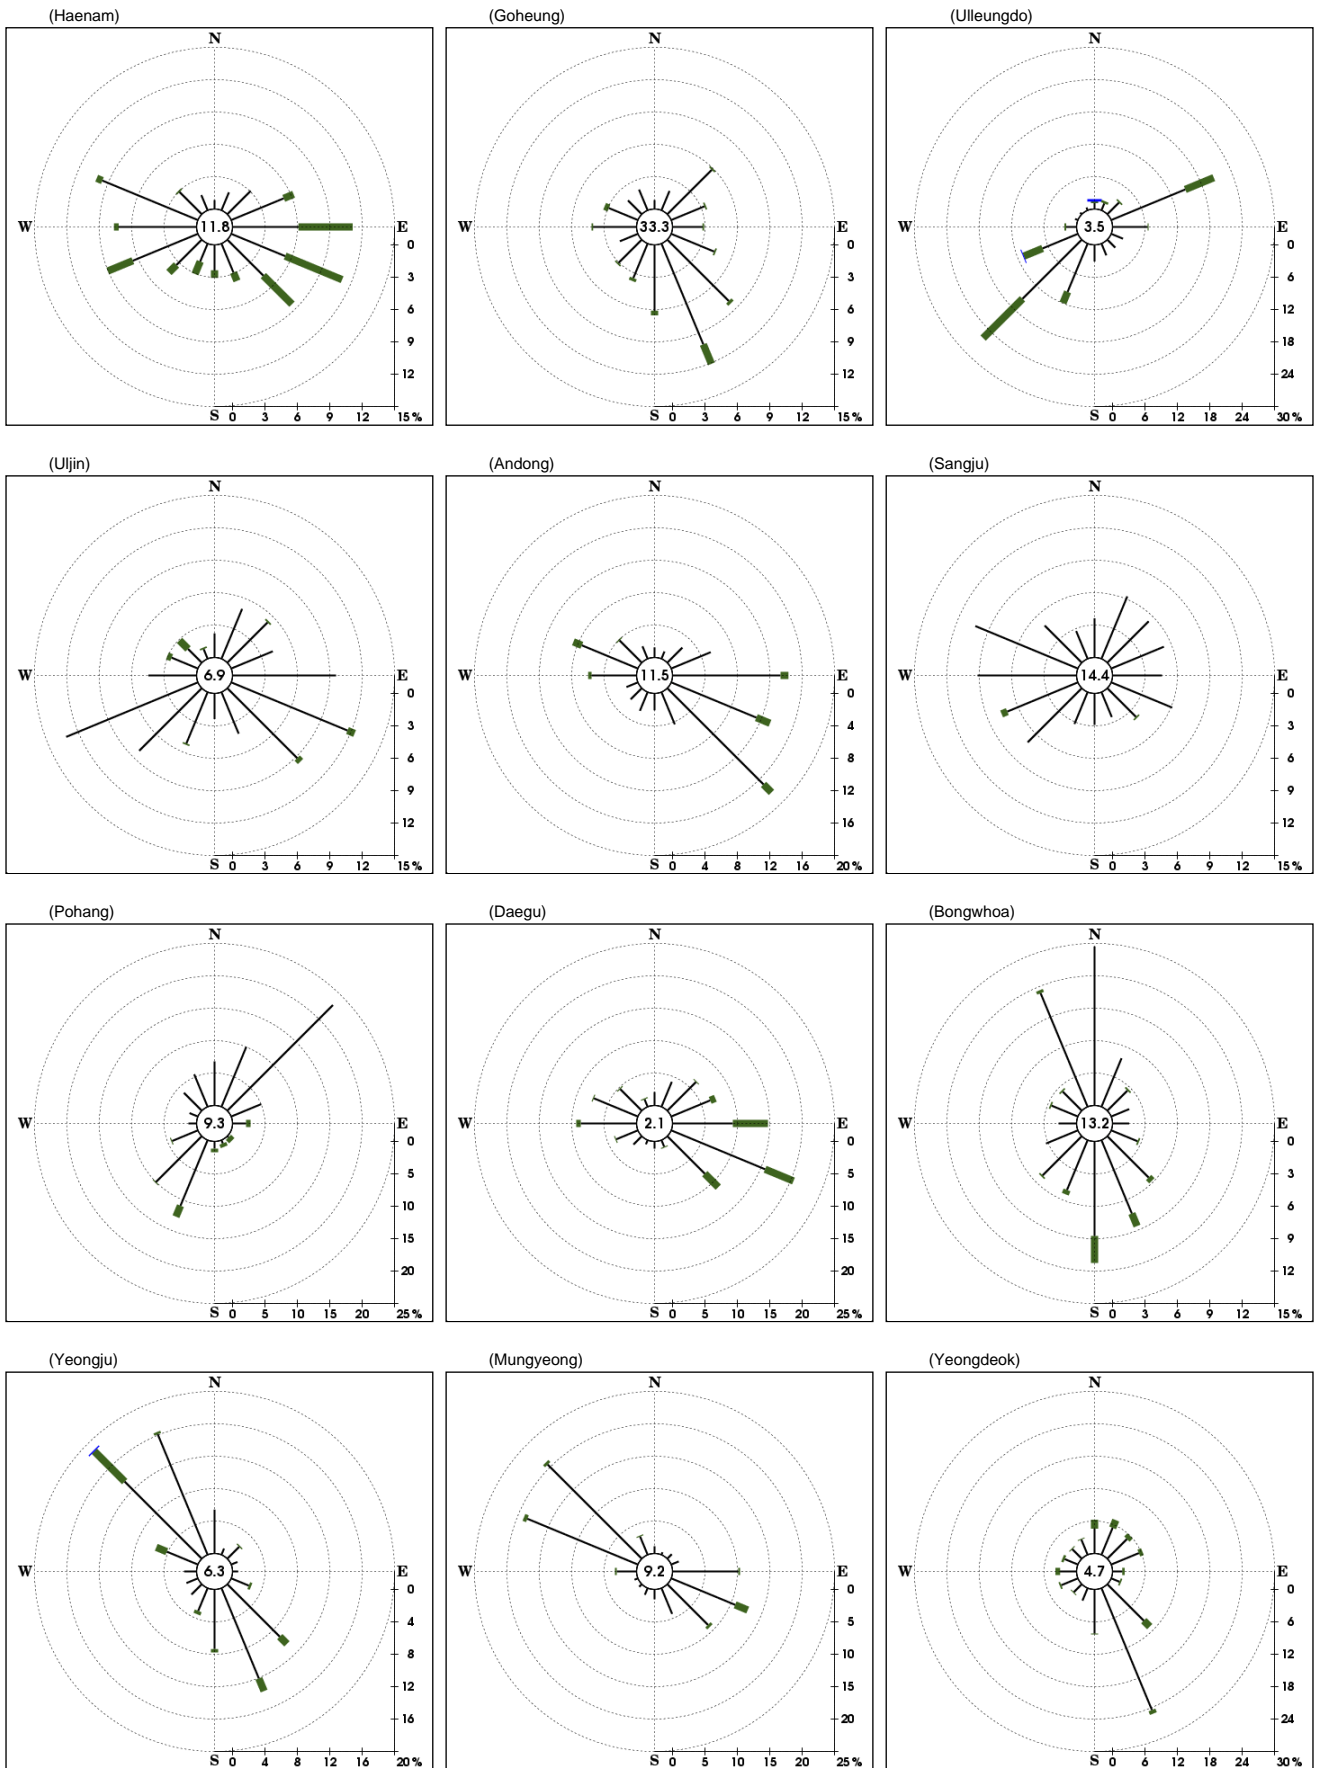 (Haenam) (Goheung) (Ulleungdo)
N N N
W 11.8 E W 33.3 E W 3.5 E
0 0 0
3 3 6
6 6 12
9 9 18
12 12 24
S 0 3 6 9 12 15% S 0 3 6 9 12 15% S 0 6 12 18 24 30%
(Uljin) (Andong) (Sangju)
N N N
W 6.9 E W 11.5 E W 14.4 E
0 0 0
3 4 3
6 8 6
9 12 9
12 16 12
S 0 3 6 9 12 15% S 0 4 8 12 16 20% S 0 3 6 9 12 15%
(Pohang) (Daegu) (Bongwhoa)
N N N
W 9.3 E W 2.1 E W 13.2 E
0 0 0
5 5 3
10 10 6
15 15 9
20 20 12
S 0 5 10 15 20 25% S 0 5 10 15 20 25% S 0 3 6 9 12 15%
(Yeongju) (Mungyeong) (Yeongdeok)
N N N
W 6.3 E W 9.2 E W 4.7 E
0 0 0
4 5 6
8 10 12
12 15 18
16 20 24
S 0 4 8 12 16 20% S 0 5 10 15 20 25% S 0 6 12 18 24 30%